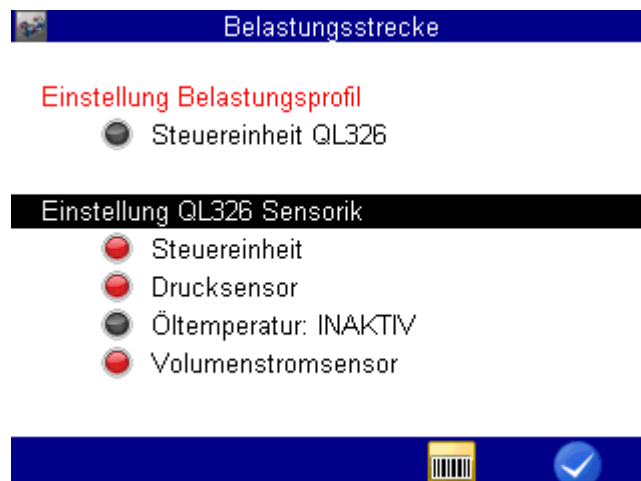 Belastungsstrecke
Einstellung Belastungsprofil
Steuereinheit QL326
Einstellung QL326 Sensorik
Steuereinheit
Drucksensor
Öltemperatur: INAKTIV
Volumenstromsensor